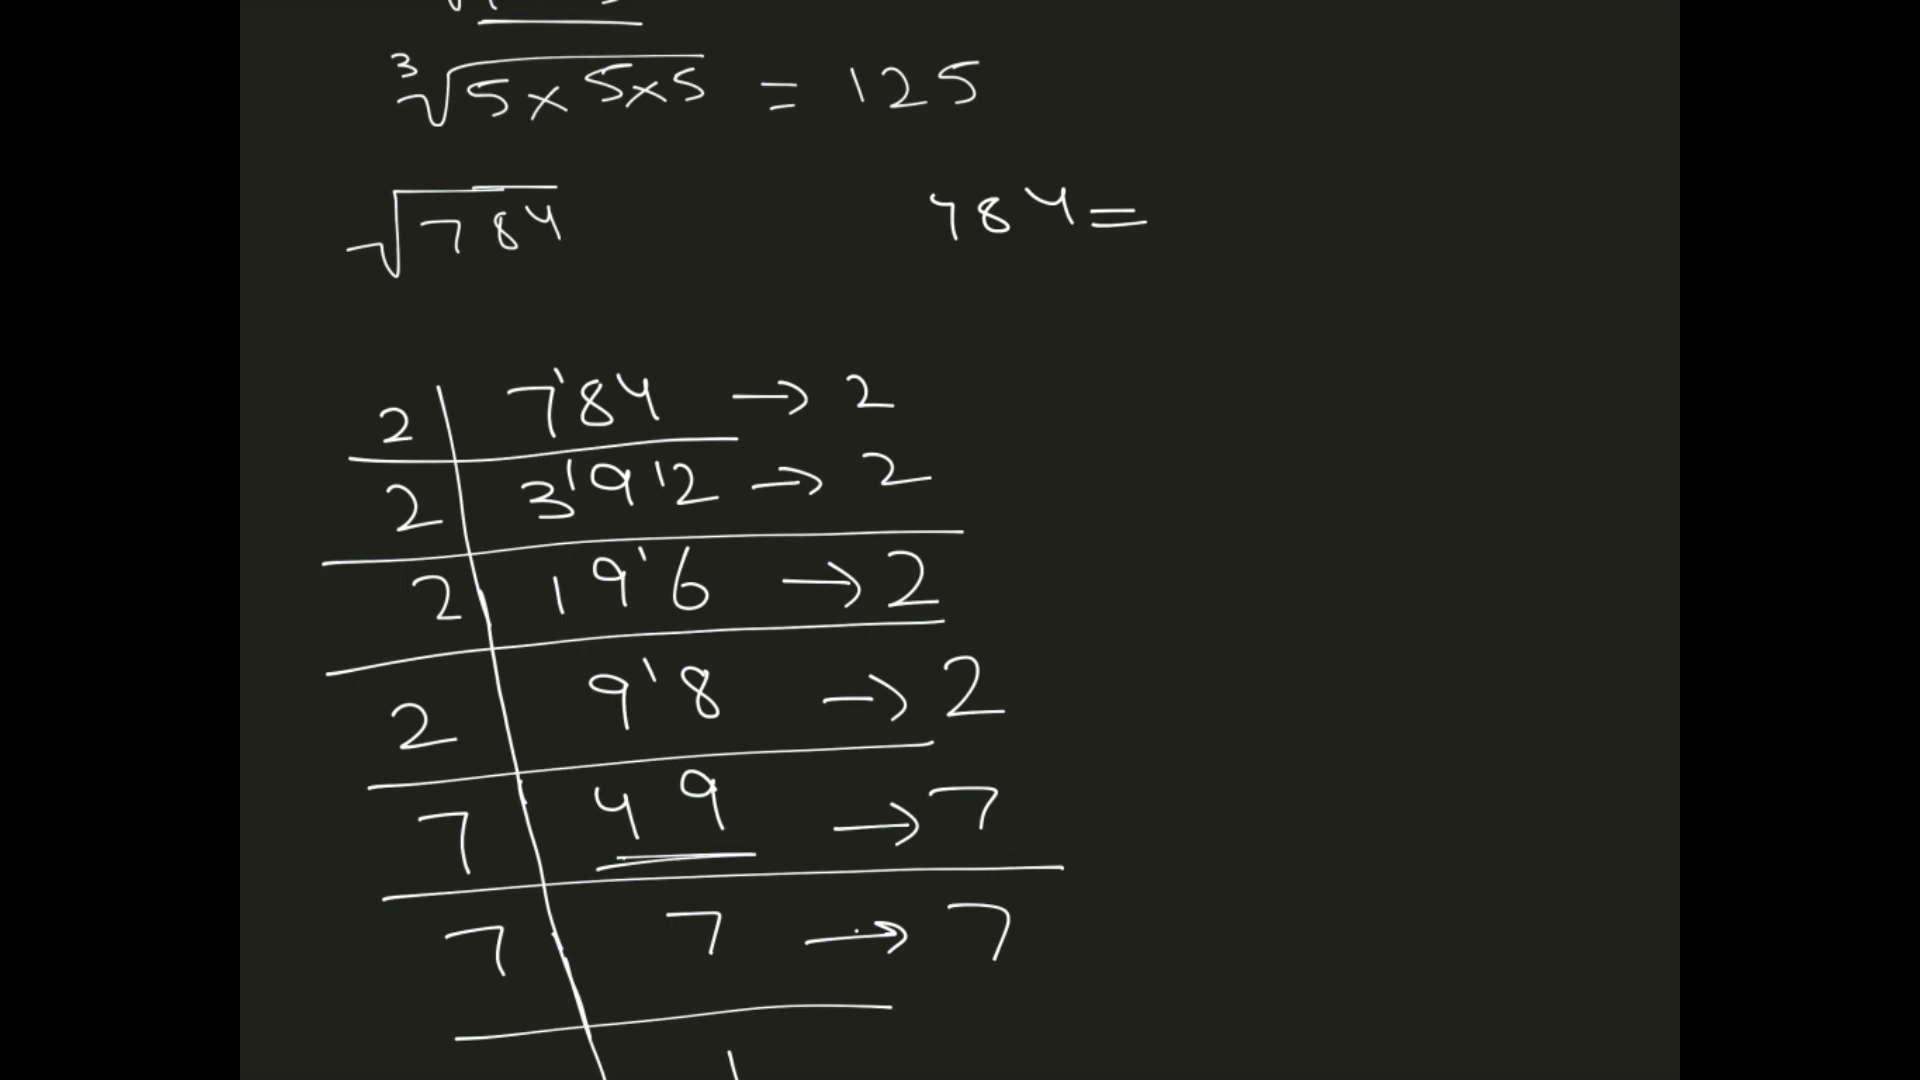 ∛5×5×5 = 125
√784 784=
2 | 7'84 → 2
2 | 3'9'2 → 2
2 | 19'6 → 2
2 | 9'8 → 2
7 | 49 → 7
7 | 7 → 7